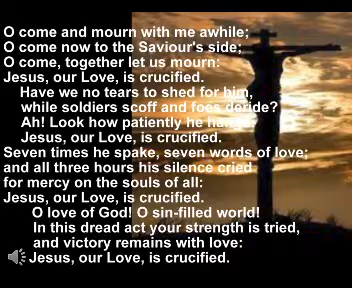 O come and mourn with me awhile;
O come now to the Saviour's side;
O come, together let us mourn:
Jesus, our Love, is crucified.
Have we no tears to shed for him,
while soldiers scoff and foes deride?
Ah! Look how patiently he hangs:
Jesus, our Love, is crucified.
Seven times he spake, seven words of love;
and all three hours his silence cried
for mercy on the souls of all:
Jesus, our Love, is crucified.
O love of God! O sin-filled world!
In this dread act your strength is tried,
and victory remains with love:
Jesus, our Love, is crucified.